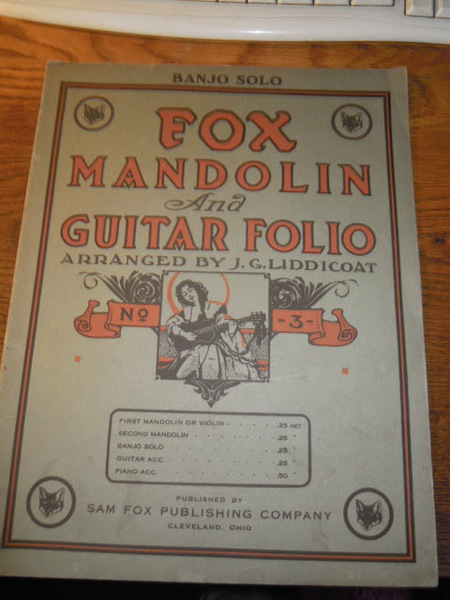 BANJO SOLO
FOX
MANDOLIN
And
GUITAR FOLIO
ARRANGED BY J.G. LIDDICOAT
No -3-
FIRST MANDOLIN OR VIOLIN . . . . . .25 NET
SECOND MANDOLIN . . . . . . . . . .25 "
BANJO SOLO . . . . . . . . . . . .25 "
GUITAR ACC. . . . . . . . . . . . .25 "
PIANO ACC. . . . . . . . . . . . .50 "
PUBLISHED BY
SAM FOX PUBLISHING COMPANY
CLEVELAND, OHIO